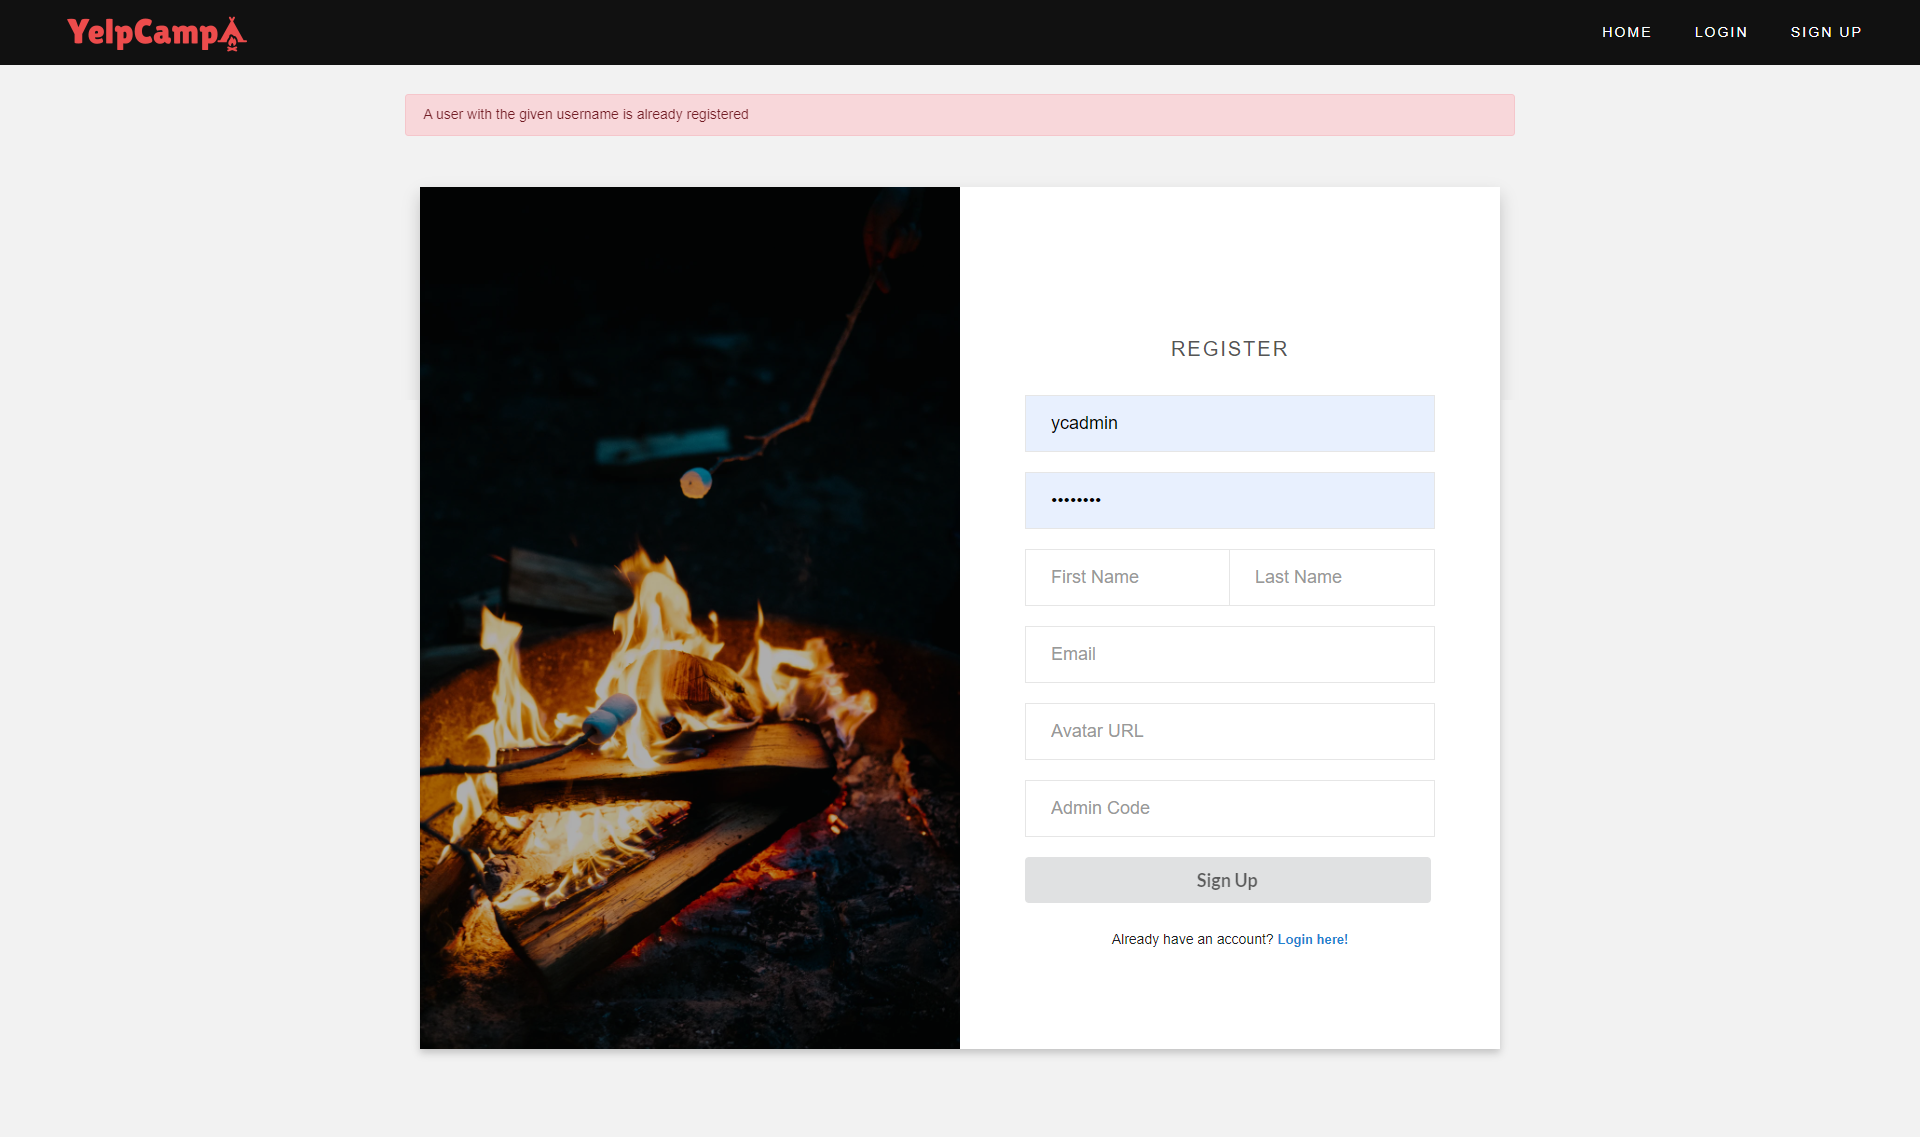 YelpCamp
HOME
LOGIN
SIGN UP
A user with the given username is already registered
REGISTER
ycadmin
••••••••
First Name
Last Name
Email
Avatar URL
Admin Code
Sign Up
Already have an account? Login here!